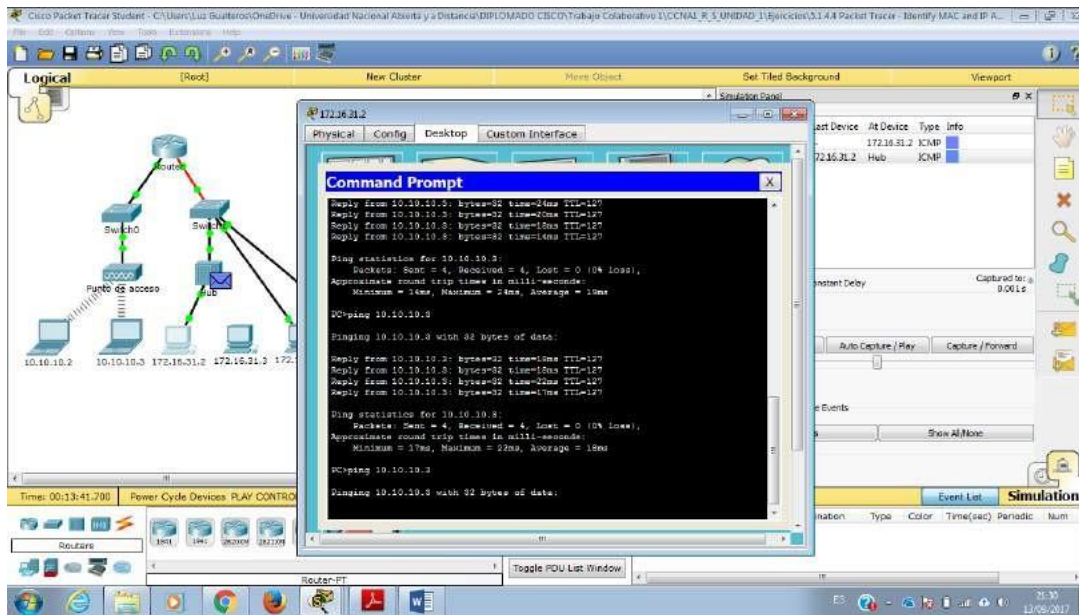 Cisco Packet Tracer Student - C:\Users\Luz Gualteros\OneDrive - Universidad Nacional Abierta y a Distancia\DIPLOMADO CISCO\Trabajo Colaborativo 1\CCNA1_R_S_UNIDAD_1\Ejercicios\5.1.4.4 Packet Tracer - Identify MAC and IP A...
File Edit Options View Tools Extensions Help
Logical
[Root]
New Cluster
Move Object
Set Tiled Background
Viewport
Simulation Panel
172.16.31.2
Physical Config Desktop Custom Interface
Last Device At Device Type Info
172.16.31.2 ICMP
172.16.31.2 Hub ICMP
Command Prompt
X
Reply from 10.10.10.3: bytes=32 time=24ms TTL=127
Reply from 10.10.10.3: bytes=32 time=20ms TTL=127
Reply from 10.10.10.3: bytes=32 time=18ms TTL=127
Reply from 10.10.10.3: bytes=32 time=14ms TTL=127
Ping statistics for 10.10.10.3:
Packets: Sent = 4, Received = 4, Lost = 0 (0% loss),
Approximate round trip times in milli-seconds:
Minimum = 14ms, Maximum = 24ms, Average = 19ms
PC>ping 10.10.10.3
Pinging 10.10.10.3 with 32 bytes of data:
Reply from 10.10.10.3: bytes=32 time=18ms TTL=127
Reply from 10.10.10.3: bytes=32 time=22ms TTL=127
Reply from 10.10.10.3: bytes=32 time=17ms TTL=127
Ping statistics for 10.10.10.3:
Packets: Sent = 4, Received = 4, Lost = 0 (0% loss),
Approximate round trip times in milli-seconds:
Minimum = 17ms, Maximum = 22ms, Average = 18ms
PC>ping 10.10.10.3
Pinging 10.10.10.3 with 32 bytes of data:
Router
Switch0
Punto de acceso
Hub
10.10.10.2
10.10.10.3
172.16.31.2
172.16.31.3
172.
Constant Delay
Captured to:
0.001 s
Auto Capture / Play
Capture / Forward
Show All/None
Time: 00:13:41.700
Power Cycle Devices PLAY CONTRO
Event List
Simulation
Routers
1841
1941
2620XM
2621XM
Type Color Time(sec) Periodic Num
Toggle PDU List Window
Router-PT
ES
21:30
13/09/2017